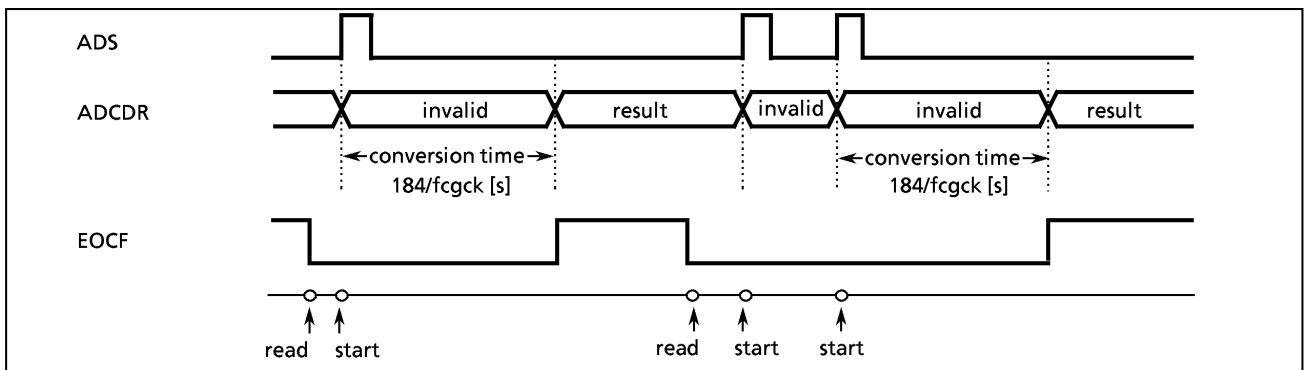 ADS
ADCDR invalid result invalid invalid result
conversion time conversion time
184/fcgck [s] 184/fcgck [s]
EOCF
read start read start start